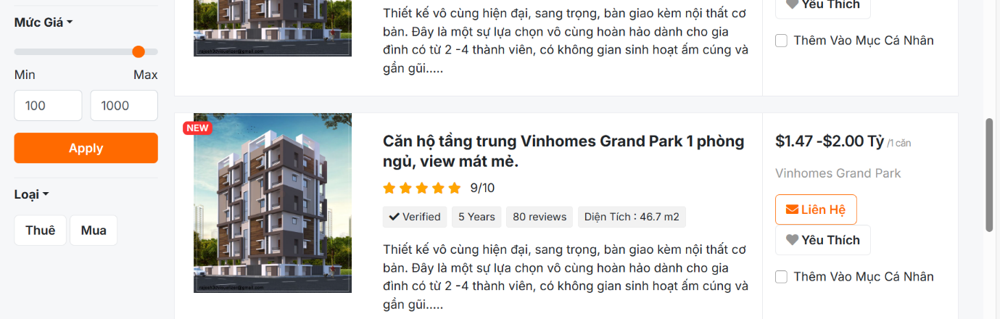 Mức Giá
Min Max
100 1000
Apply
Loại
Thuê Mua
rajesh3dvisualizer@gmail.com
Thiết kế vô cùng hiện đại, sang trọng, bàn giao kèm nội thất cơ
bản. Đây là một sự lựa chọn vô cùng hoàn hảo dành cho gia
đình có từ 2 -4 thành viên, có không gian sinh hoạt ấm cúng và
gần gũi.....
Yêu Thích
Thêm Vào Mục Cá Nhân
NEW
rajesh3dvisualizer@gmail.com
Căn hộ tầng trung Vinhomes Grand Park 1 phòng
ngủ, view mát mẻ.
9/10
Verified 5 Years 80 reviews Diện Tích : 46.7 m2
Thiết kế vô cùng hiện đại, sang trọng, bàn giao kèm nội thất cơ
bản. Đây là một sự lựa chọn vô cùng hoàn hảo dành cho gia
đình có từ 2 -4 thành viên, có không gian sinh hoạt ấm cúng và
gần gũi.....
$1.47 -$2.00 Tỷ /1 căn
Vinhomes Grand Park
Liên Hệ
Yêu Thích
Thêm Vào Mục Cá Nhân